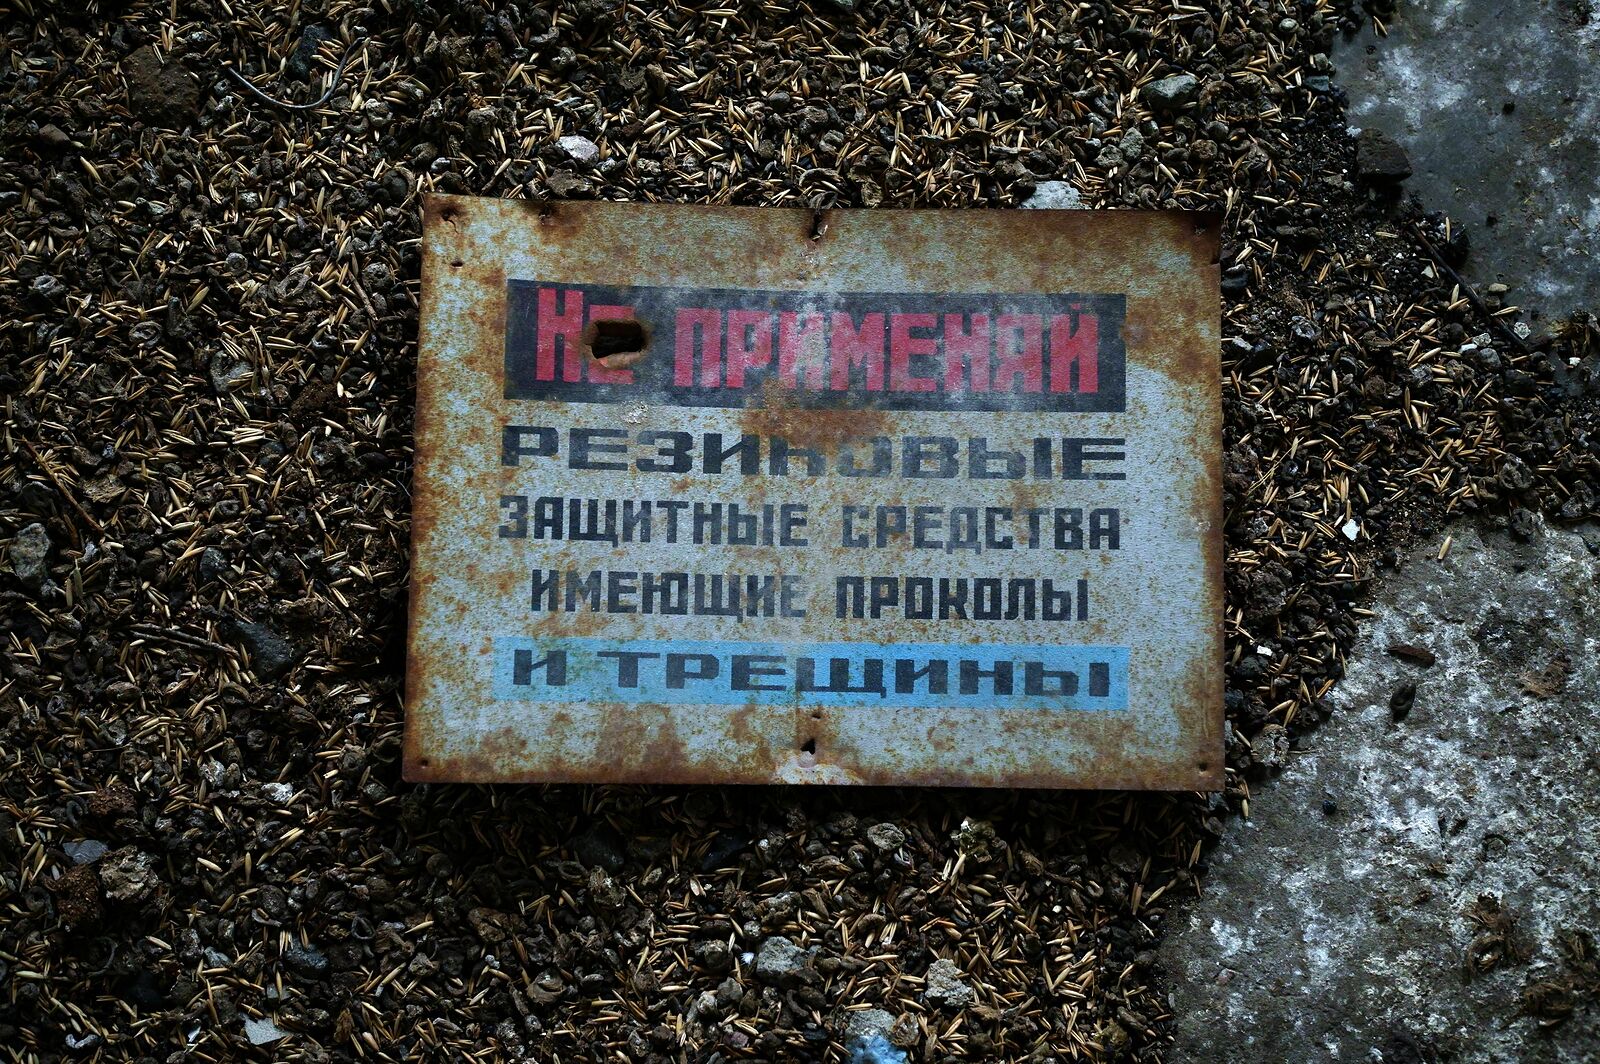 Не ПРИМЕНЯЙ
РЕЗИНОВЫЕ
ЗАЩИТНЫЕ СРЕДСТВА
ИМЕЮЩИЕ ПРОКОЛЫ
И ТРЕЩИНЫ